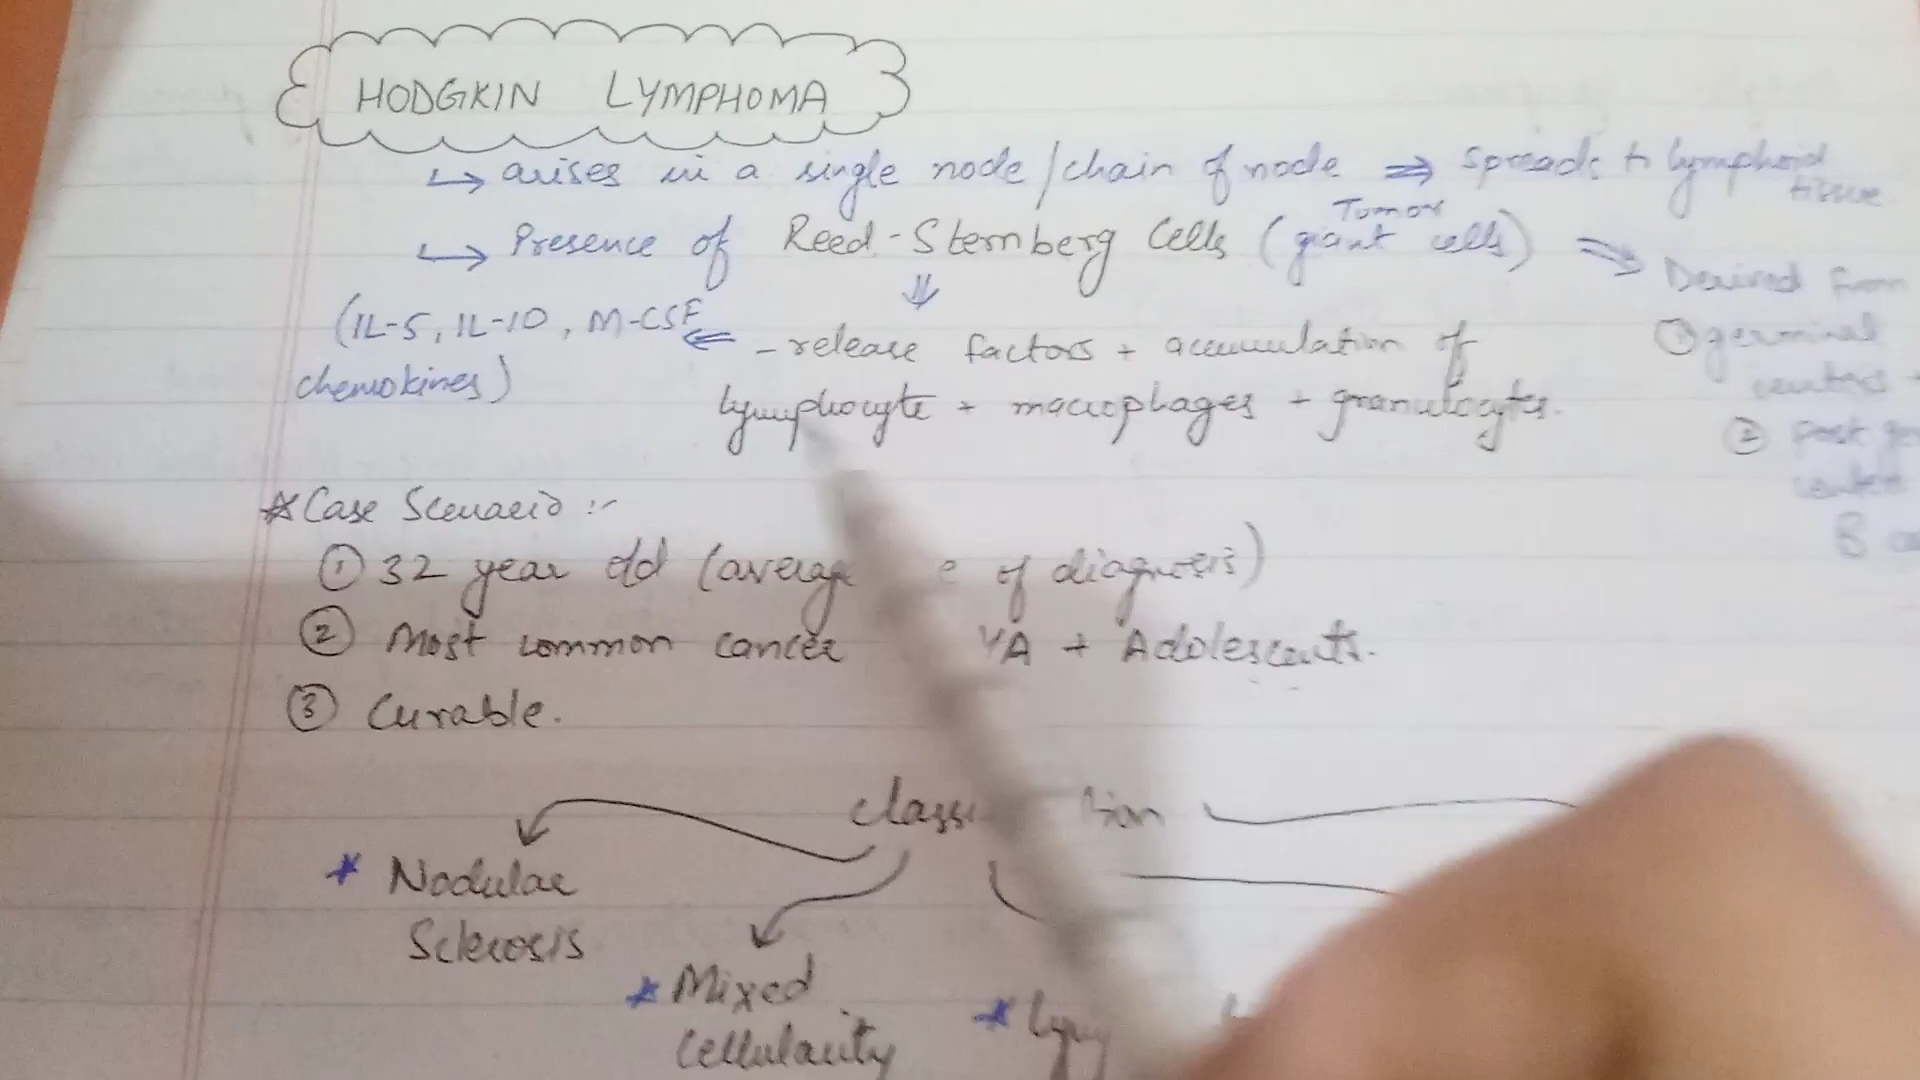 HODGKIN LYMPHOMA
↳ arises in a single node/chain of node ⇒ Spreads to lymphoid tissue
↳ Presence of Reed-Sternberg Cells (Tumor giant cells) ⇒ Derived from
① germinal
centers +
② Post
center
B
⇓
(IL-5, IL-10, M-CSF ⇐ - release factors + accumulation of
chemokines)
lymphocyte + macrophages + granulocytes.
* Case Scenario :-
① 32 year old (average of diagnosis)
② Most common cancer YA + Adolescents.
③ Curable.
* Nodular
Sclerosis
* Mixed
Cellularity